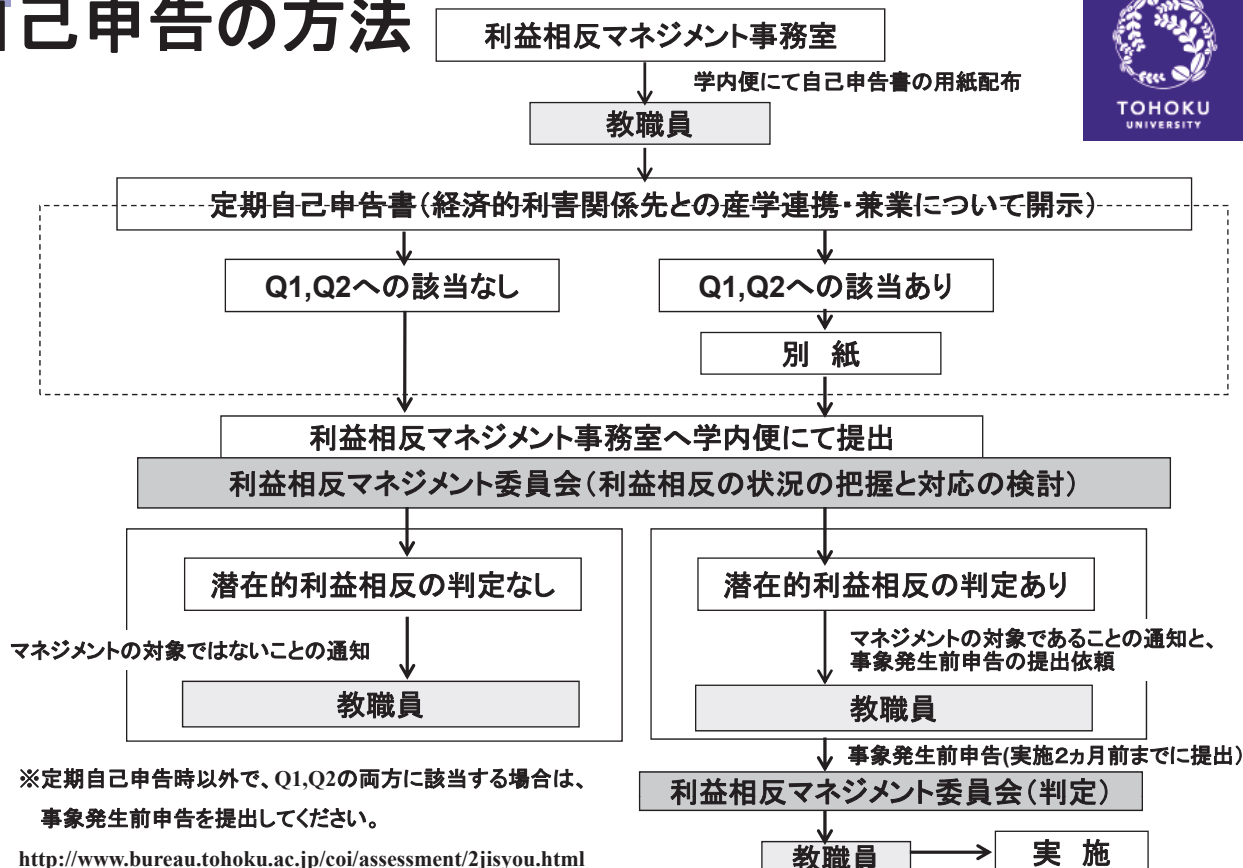 自己申告の方法
利益相反マネジメント事務室
学内便にて自己申告書の用紙配布
TOHOKU
UNIVERSITY
教職員
定期自己申告書(経済的利害関係先との産学連携・兼業について開示)
Q1,Q2への該当なし
Q1,Q2への該当あり
別 紙
利益相反マネジメント事務室へ学内便にて提出
利益相反マネジメント委員会(利益相反の状況の把握と対応の検討)
潜在的利益相反の判定なし
潜在的利益相反の判定あり
マネジメントの対象ではないことの通知
マネジメントの対象であることの通知と、
事象発生前申告の提出依頼
教職員
教職員
事象発生前申告(実施2ヵ月前までに提出)
※定期自己申告時以外で、Q1,Q2の両方に該当する場合は、
事象発生前申告を提出してください。
利益相反マネジメント委員会(判定)
http://www.bureau.tohoku.ac.jp/coi/assessment/2jisyou.html
教職員
実 施